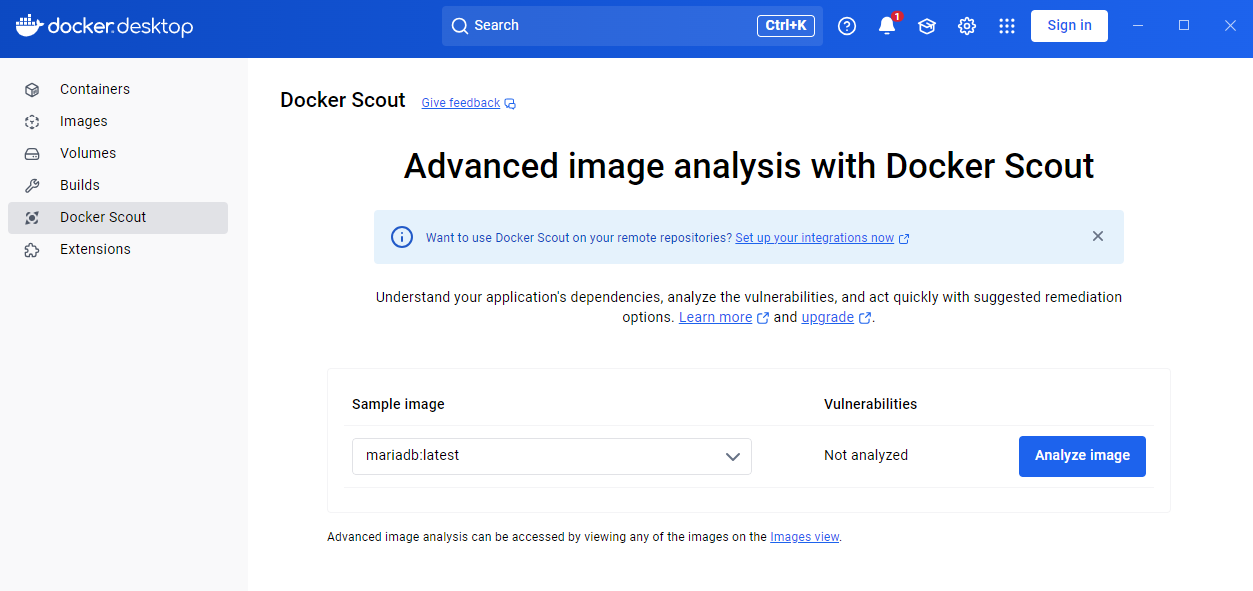 docker.desktop
Search
Ctrl+K
1
Sign in
Containers
Images
Volumes
Builds
Docker Scout
Extensions
Docker Scout
Give feedback
Advanced image analysis with Docker Scout
Want to use Docker Scout on your remote repositories? Set up your integrations now
Understand your application's dependencies, analyze the vulnerabilities, and act quickly with suggested remediation
options. Learn more and upgrade.
Sample image
Vulnerabilities
mariadb:latest
Not analyzed
Analyze image
Advanced image analysis can be accessed by viewing any of the images on the Images view.